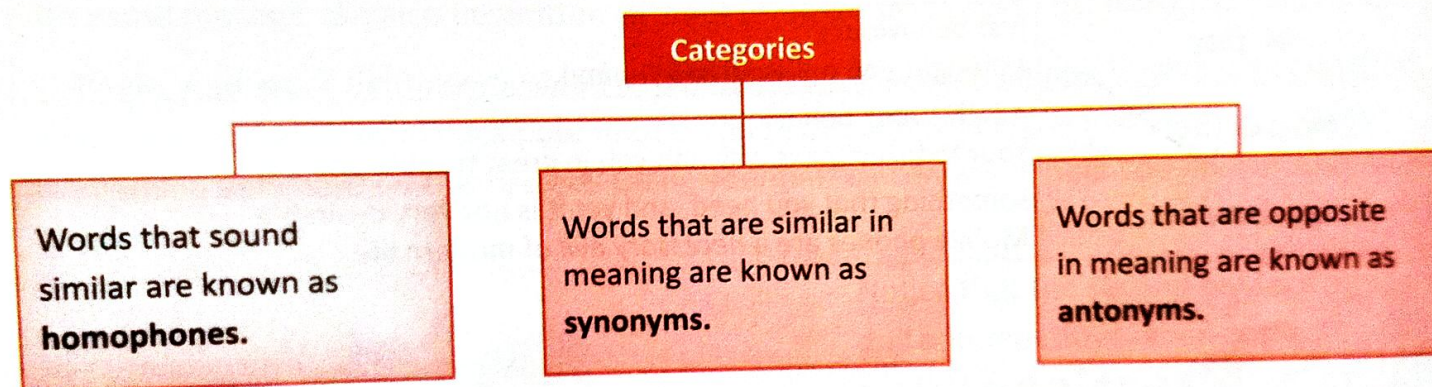 Categories
Words that sound
similar are known as
homophones.
Words that are similar in
meaning are known as
synonyms.
Words that are opposite
in meaning are known as
antonyms.